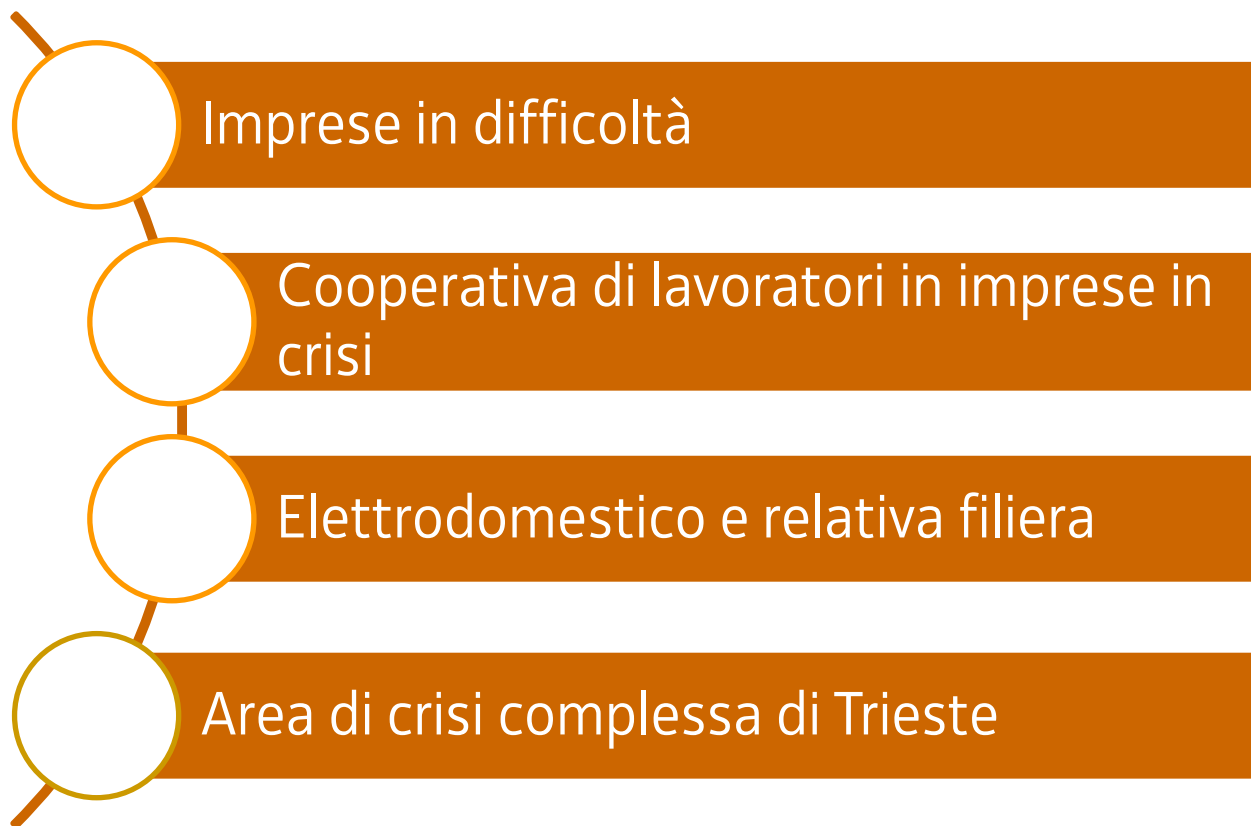 Imprese in difficoltà
Cooperativa di lavoratori in imprese in
crisi
Elettrodomestico e relativa filiera
Area di crisi complessa di Trieste